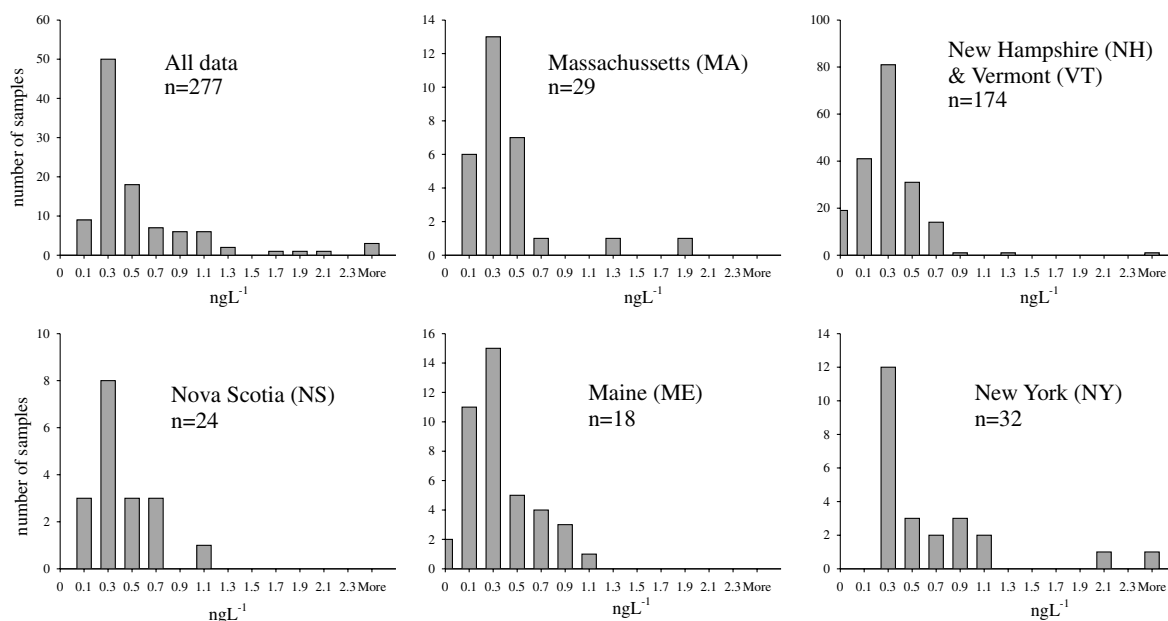 60
50
40
30
20
10
0
number of samples
All data
n=277
0 0.1 0.3 0.5 0.7 0.9 1.1 1.3 1.5 1.7 1.9 2.1 2.3 More
ngL⁻¹
14
12
10
8
6
4
2
0
Massachussetts (MA)
n=29
0 0.1 0.3 0.5 0.7 0.9 1.1 1.3 1.5 1.7 1.9 2.1 2.3 More
ngL⁻¹
100
80
60
40
20
0
New Hampshire (NH)
& Vermont (VT)
n=174
0 0.1 0.3 0.5 0.7 0.9 1.1 1.3 1.5 1.7 1.9 2.1 2.3 More
ngL⁻¹
10
8
6
4
2
0
number of samples
Nova Scotia (NS)
n=24
0 0.1 0.3 0.5 0.7 0.9 1.1 1.3 1.5 1.7 1.9 2.1 2.3 More
ngL⁻¹
16
14
12
10
8
6
4
2
0
Maine (ME)
n=18
0 0.1 0.3 0.5 0.7 0.9 1.1 1.3 1.5 1.7 1.9 2.1 2.3 More
ngL⁻¹
14
12
10
8
6
4
2
0
New York (NY)
n=32
0 0.1 0.3 0.5 0.7 0.9 1.1 1.3 1.5 1.7 1.9 2.1 2.3 More
ngL⁻¹